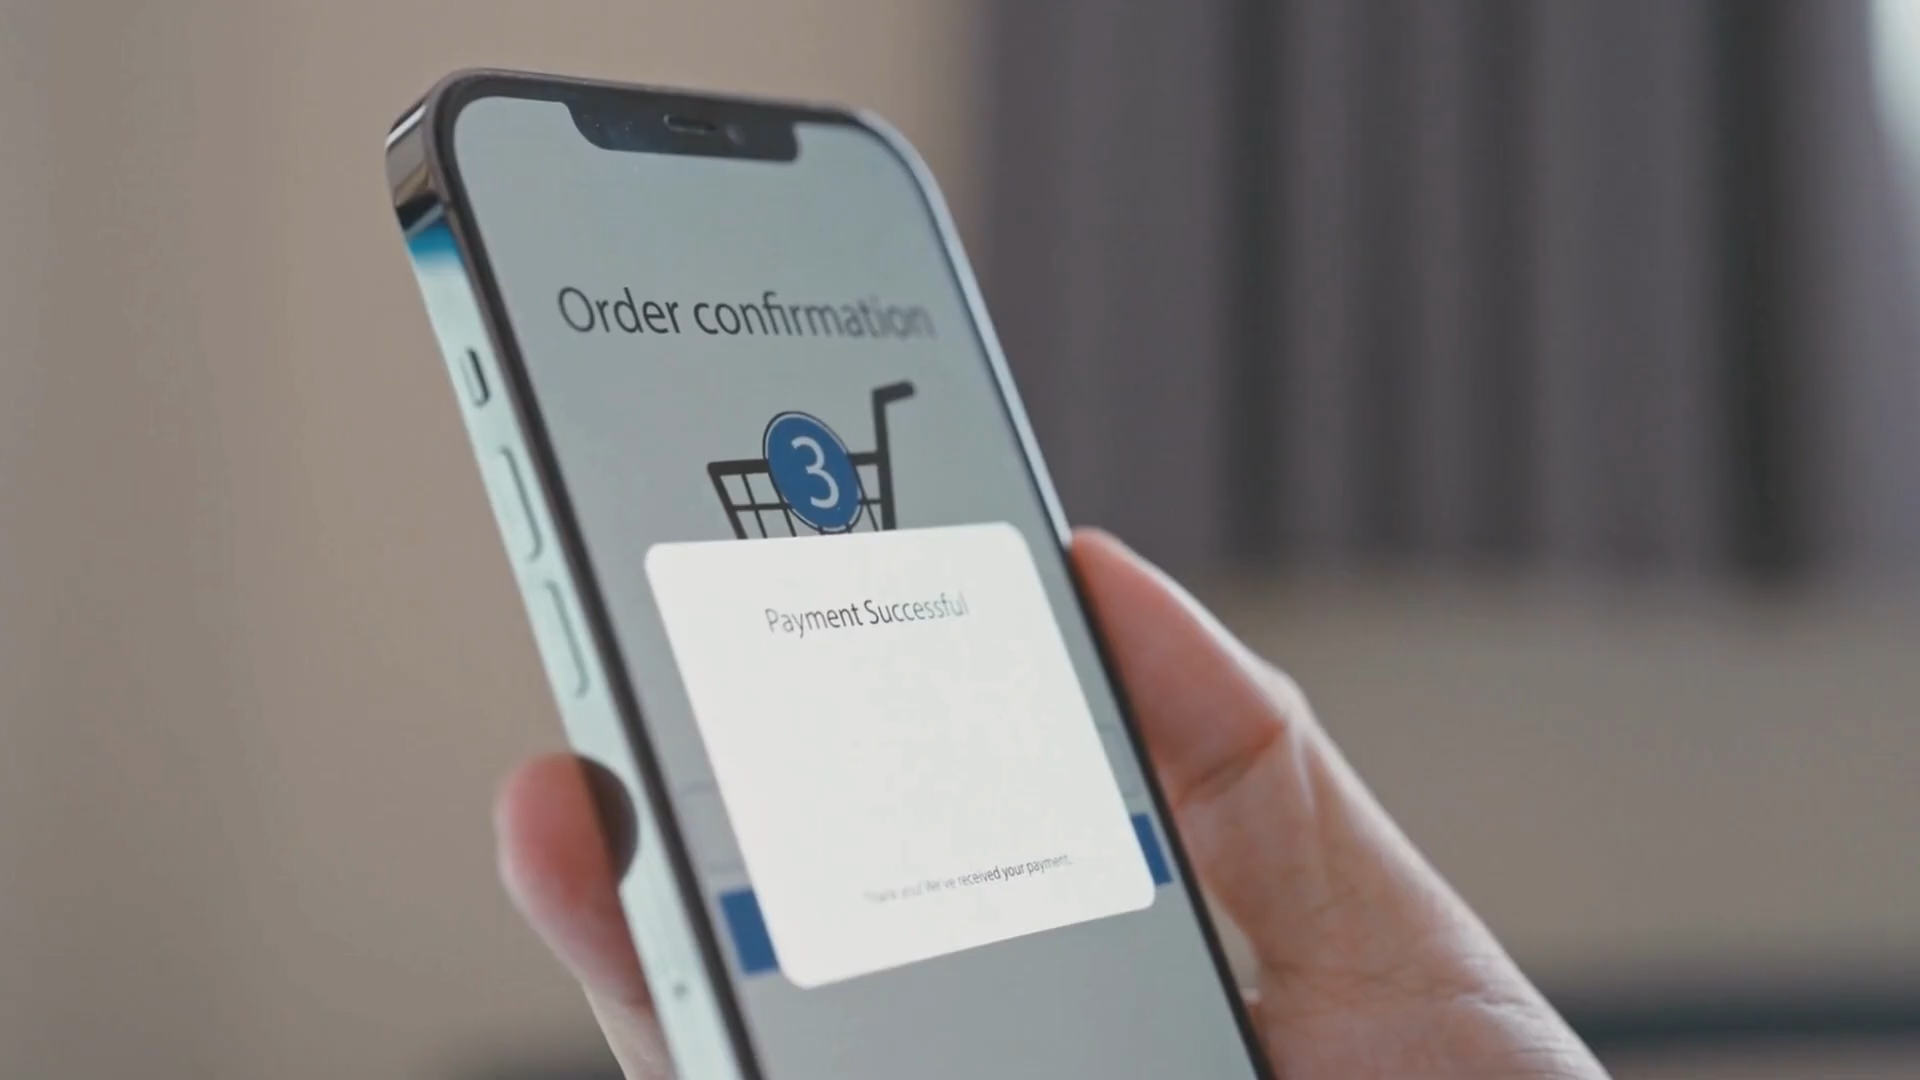 Order confirmation
3
Payment Successful
Thank you! We've received your payment.